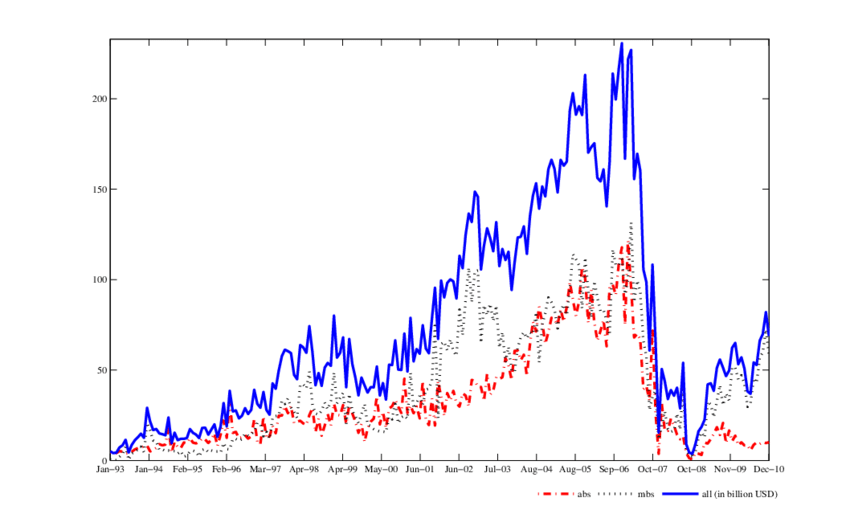 200
150
100
50
0
Jan−93 Jan−94 Feb−95 Feb−96 Mar−97 Apr−98 Apr−99 May−00 Jun−01 Jun−02 Jul−03 Aug−04 Aug−05 Sep−06 Oct−07 Oct−08 Nov−09 Dec−10
abs mbs all (in billion USD)